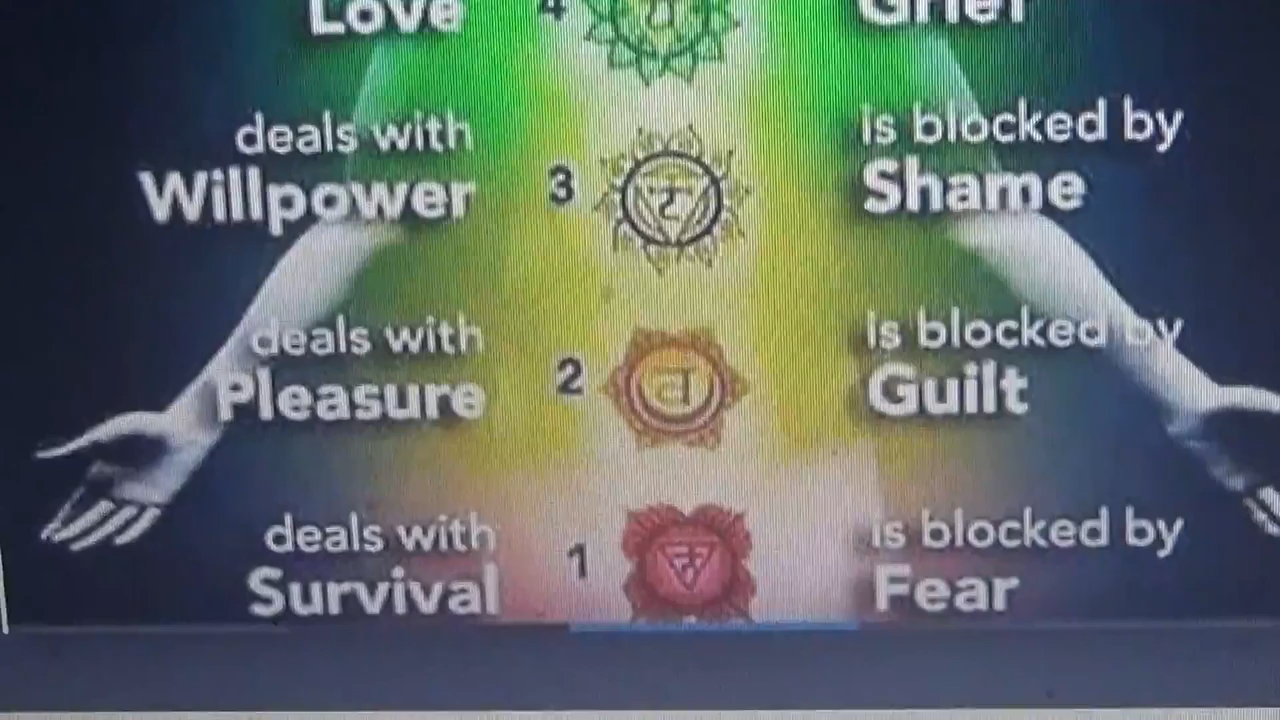 Love 4 Grief
deals with is blocked by
Willpower 3 Shame
deals with is blocked by
Pleasure 2 Guilt
deals with is blocked by
Survival 1 Fear